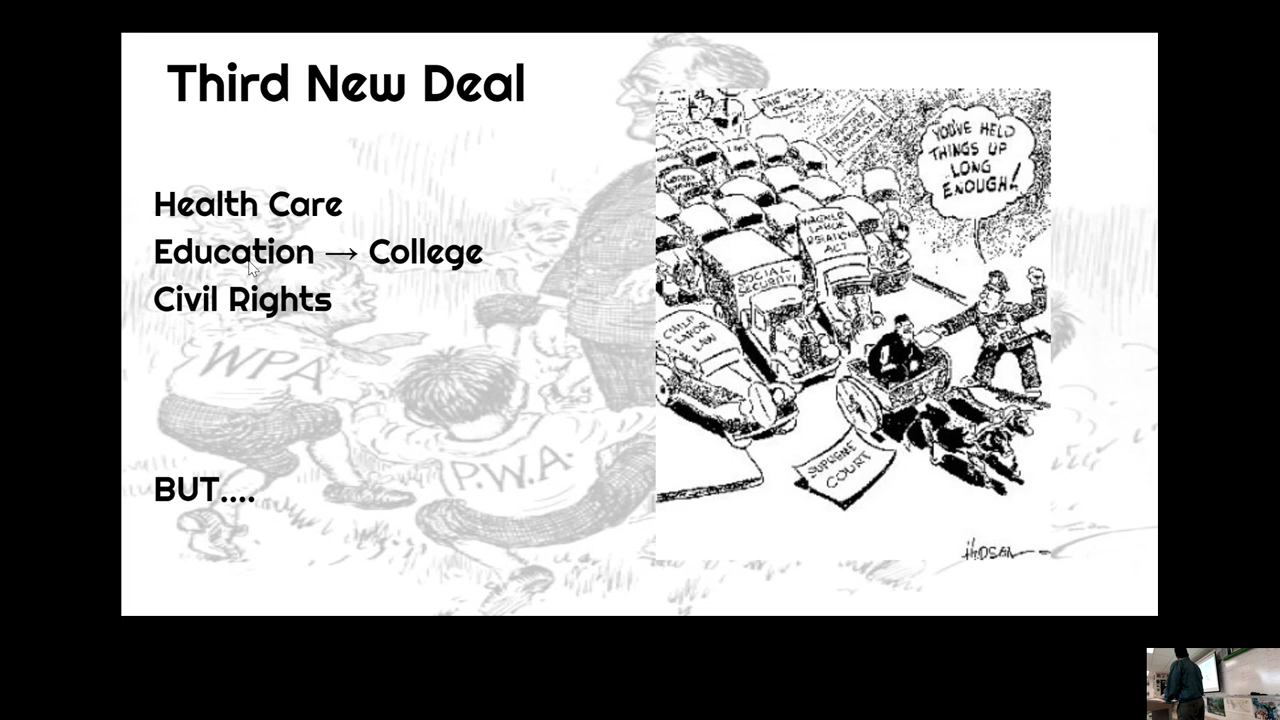 Third New Deal
Health Care
Education → College
Civil Rights
BUT....
WPA
P.W.A.
YOU'VE HELD
THINGS UP
LONG
ENOUGH!
WAGNER
LABOR
RELATIONS
ACT
SOCIAL
SECURITY
CHILD
LABOR
LAW
SUPREME
COURT